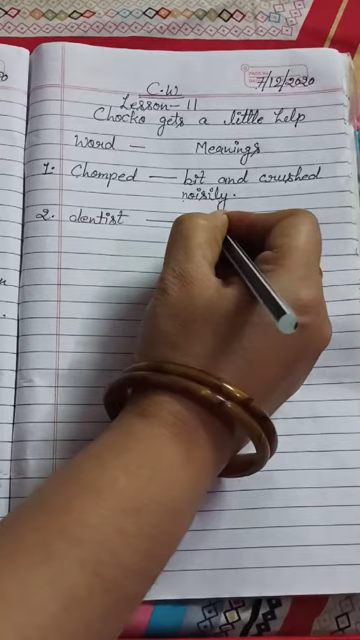 7/12/2020
C.W
Lesson - 11
Chocko gets a little help
Word — Meanings
1. Chomped — bit and crushed
noisily.
2. dentist —